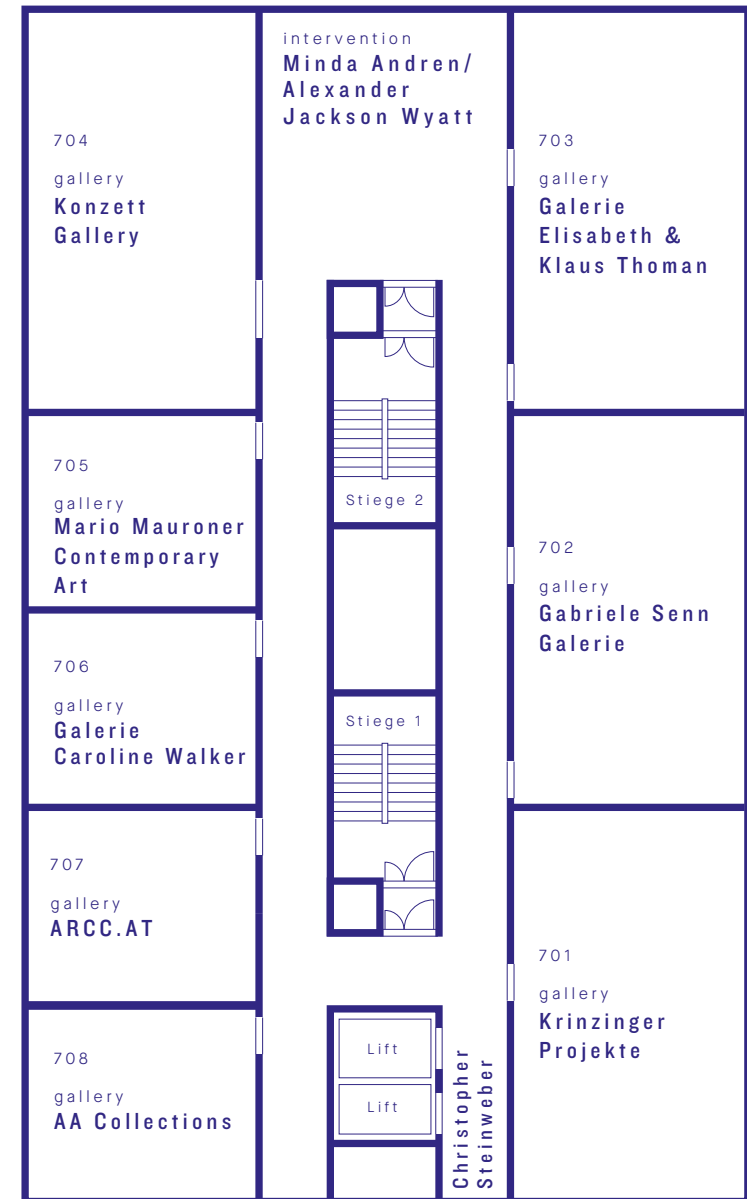 intervention
Minda Andren/
Alexander
Jackson Wyatt
704
gallery
Konzett
Gallery
703
gallery
Galerie
Elisabeth &
Klaus Thoman
705
gallery
Mario Mauroner
Contemporary
Art
Stiege 2
702
gallery
Gabriele Senn
Galerie
706
gallery
Galerie
Caroline Walker
Stiege 1
707
gallery
ARCC.AT
701
gallery
Krinzinger
Projekte
708
gallery
AA Collections
Lift
Lift
Christopher
Steinweber